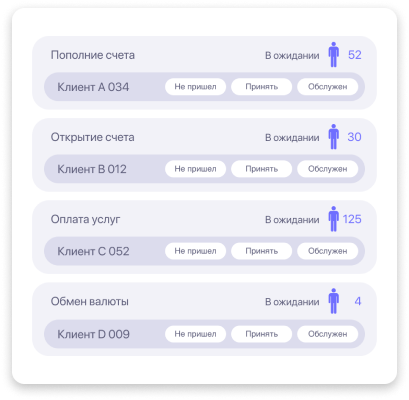 Пополние счета В ожидании 52
Клиент А 034 Не пришел Принять Обслужен
Открытие счета В ожидании 30
Клиент В 012 Не пришел Принять Обслужен
Оплата услуг В ожидании 125
Клиент С 052 Не пришел Принять Обслужен
Обмен валюты В ожидании 4
Клиент D 009 Не пришел Принять Обслужен